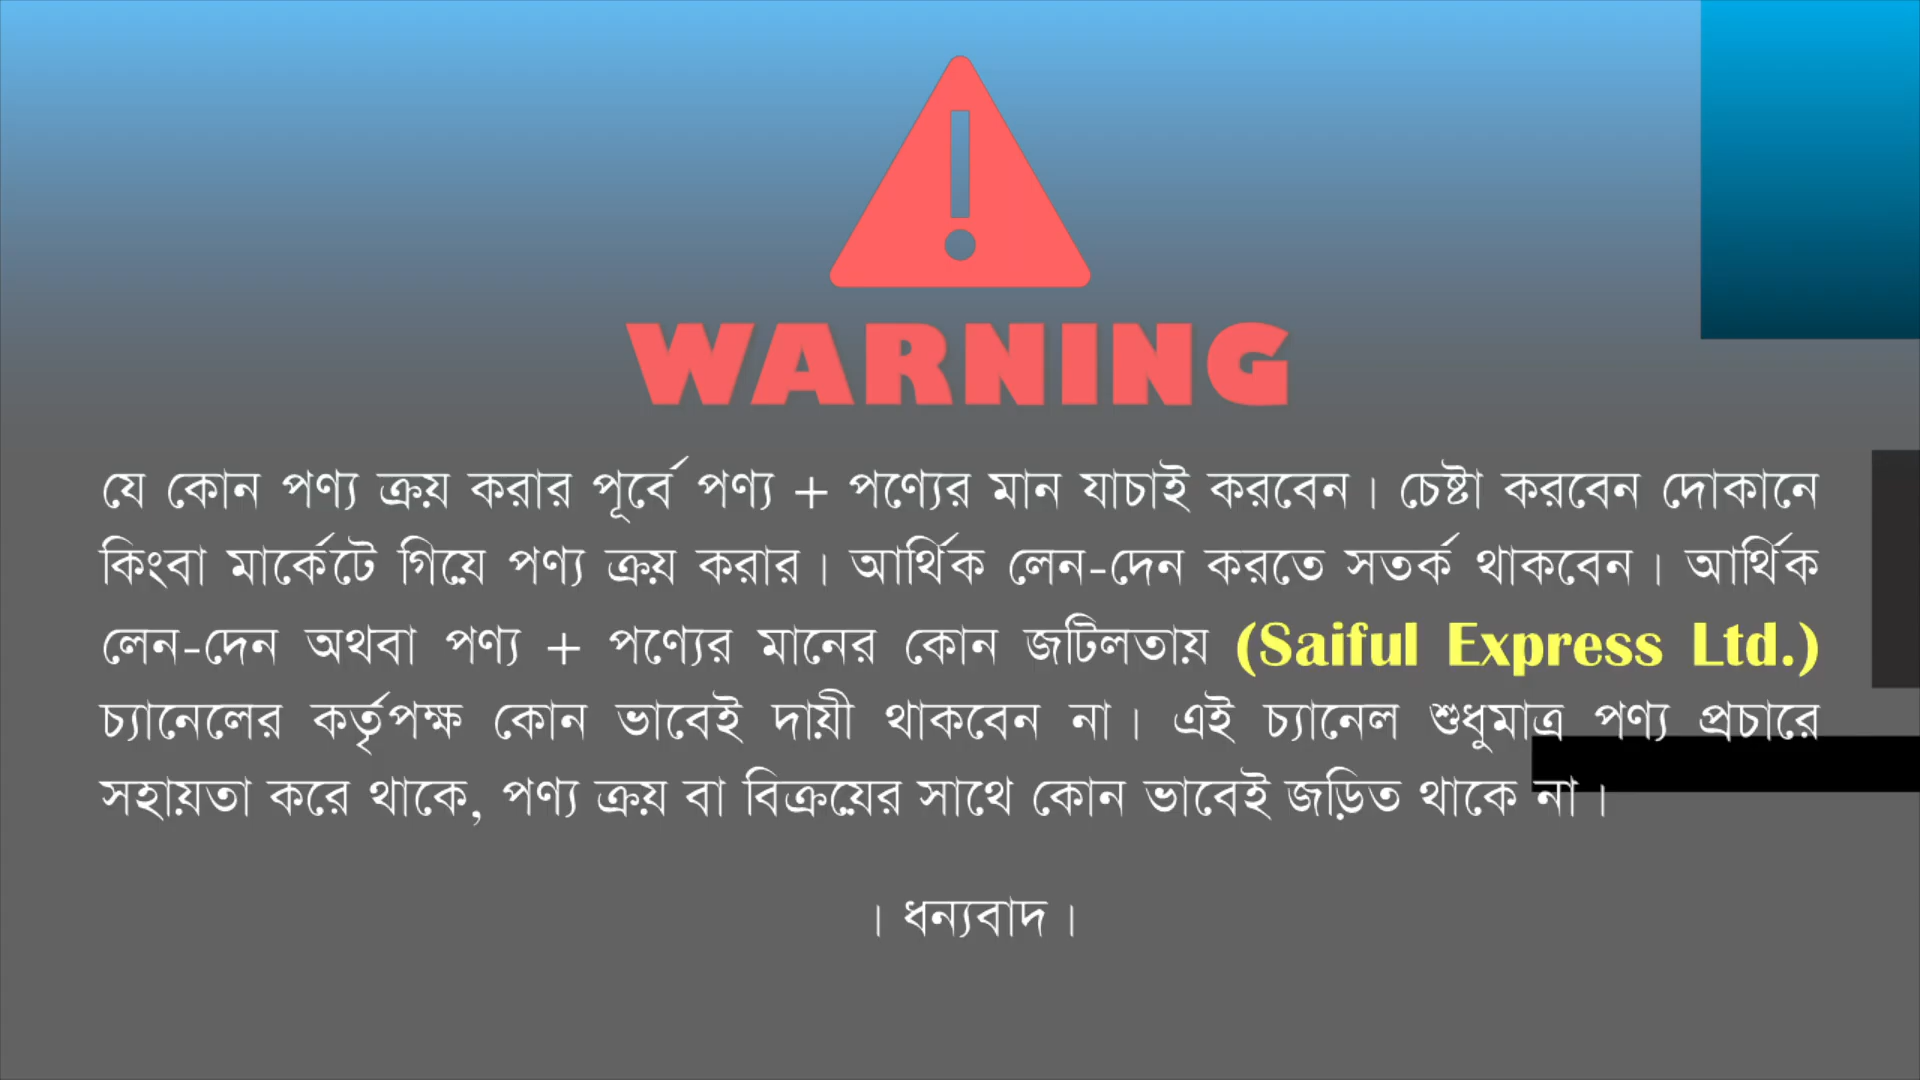 WARNING
যে কোন পণ্য ক্রয় করার পূর্বে পণ্য + পণ্যের মান যাচাই করবেন। চেষ্টা করবেন দোকানে
কিংবা মার্কেটে গিয়ে পণ্য ক্রয় করার। আর্থিক লেন-দেন করতে সতর্ক থাকবেন। আর্থিক
লেন-দেন অথবা পণ্য + পণ্যের মানের কোন জটিলতায় (Saiful Express Ltd.)
চ্যানেলের কর্তৃপক্ষ কোন ভাবেই দায়ী থাকবেন না। এই চ্যানেল শুধুমাত্র পণ্য প্রচারে
সহায়তা করে থাকে, পণ্য ক্রয় বা বিক্রয়ের সাথে কোন ভাবেই জড়িত থাকে না।
। ধন্যবাদ।